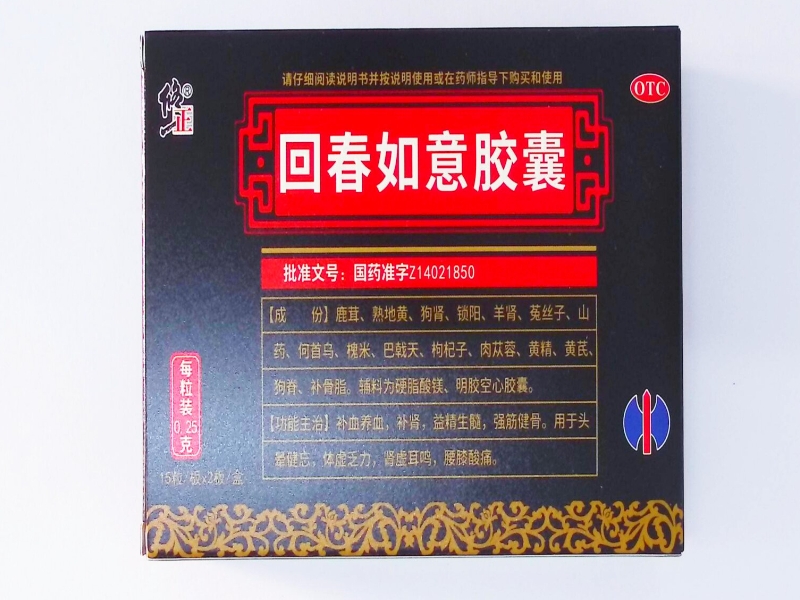 请仔细阅读说明书并按说明使用或在药师指导下购买和使用
修正®
OTC
回春如意胶囊
批准文号：国药准字Z14021850
【成　份】鹿茸、熟地黄、狗肾、锁阳、羊肾、菟丝子、山
药、何首乌、槐米、巴戟天、枸杞子、肉苁蓉、黄精、黄芪、
狗脊、补骨脂。辅料为硬脂酸镁、明胶空心胶囊。
【功能主治】补血养血，补肾，益精生髓，强筋健骨。用于头
晕健忘，体虚乏力，肾虚耳鸣，腰膝酸痛。
每粒装0.25克
15粒/板x2板/盒